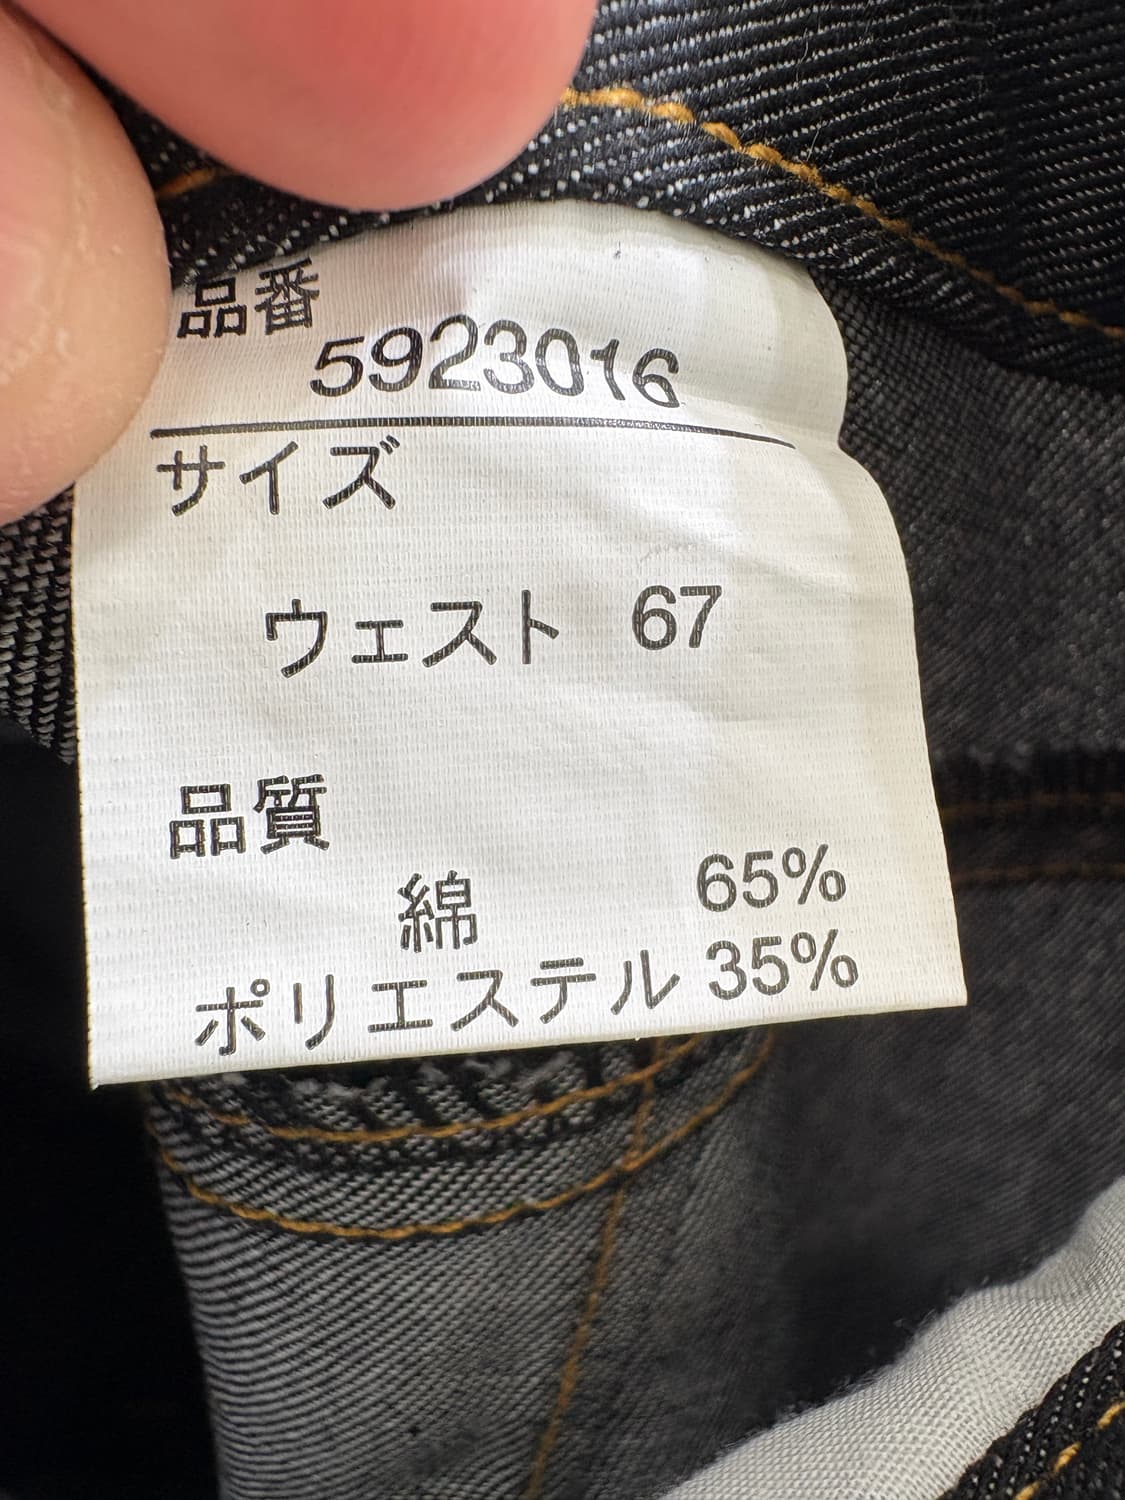 品番
5923016
サイズ
ウェスト 67
品質
綿 65%
ポリエステル 35%